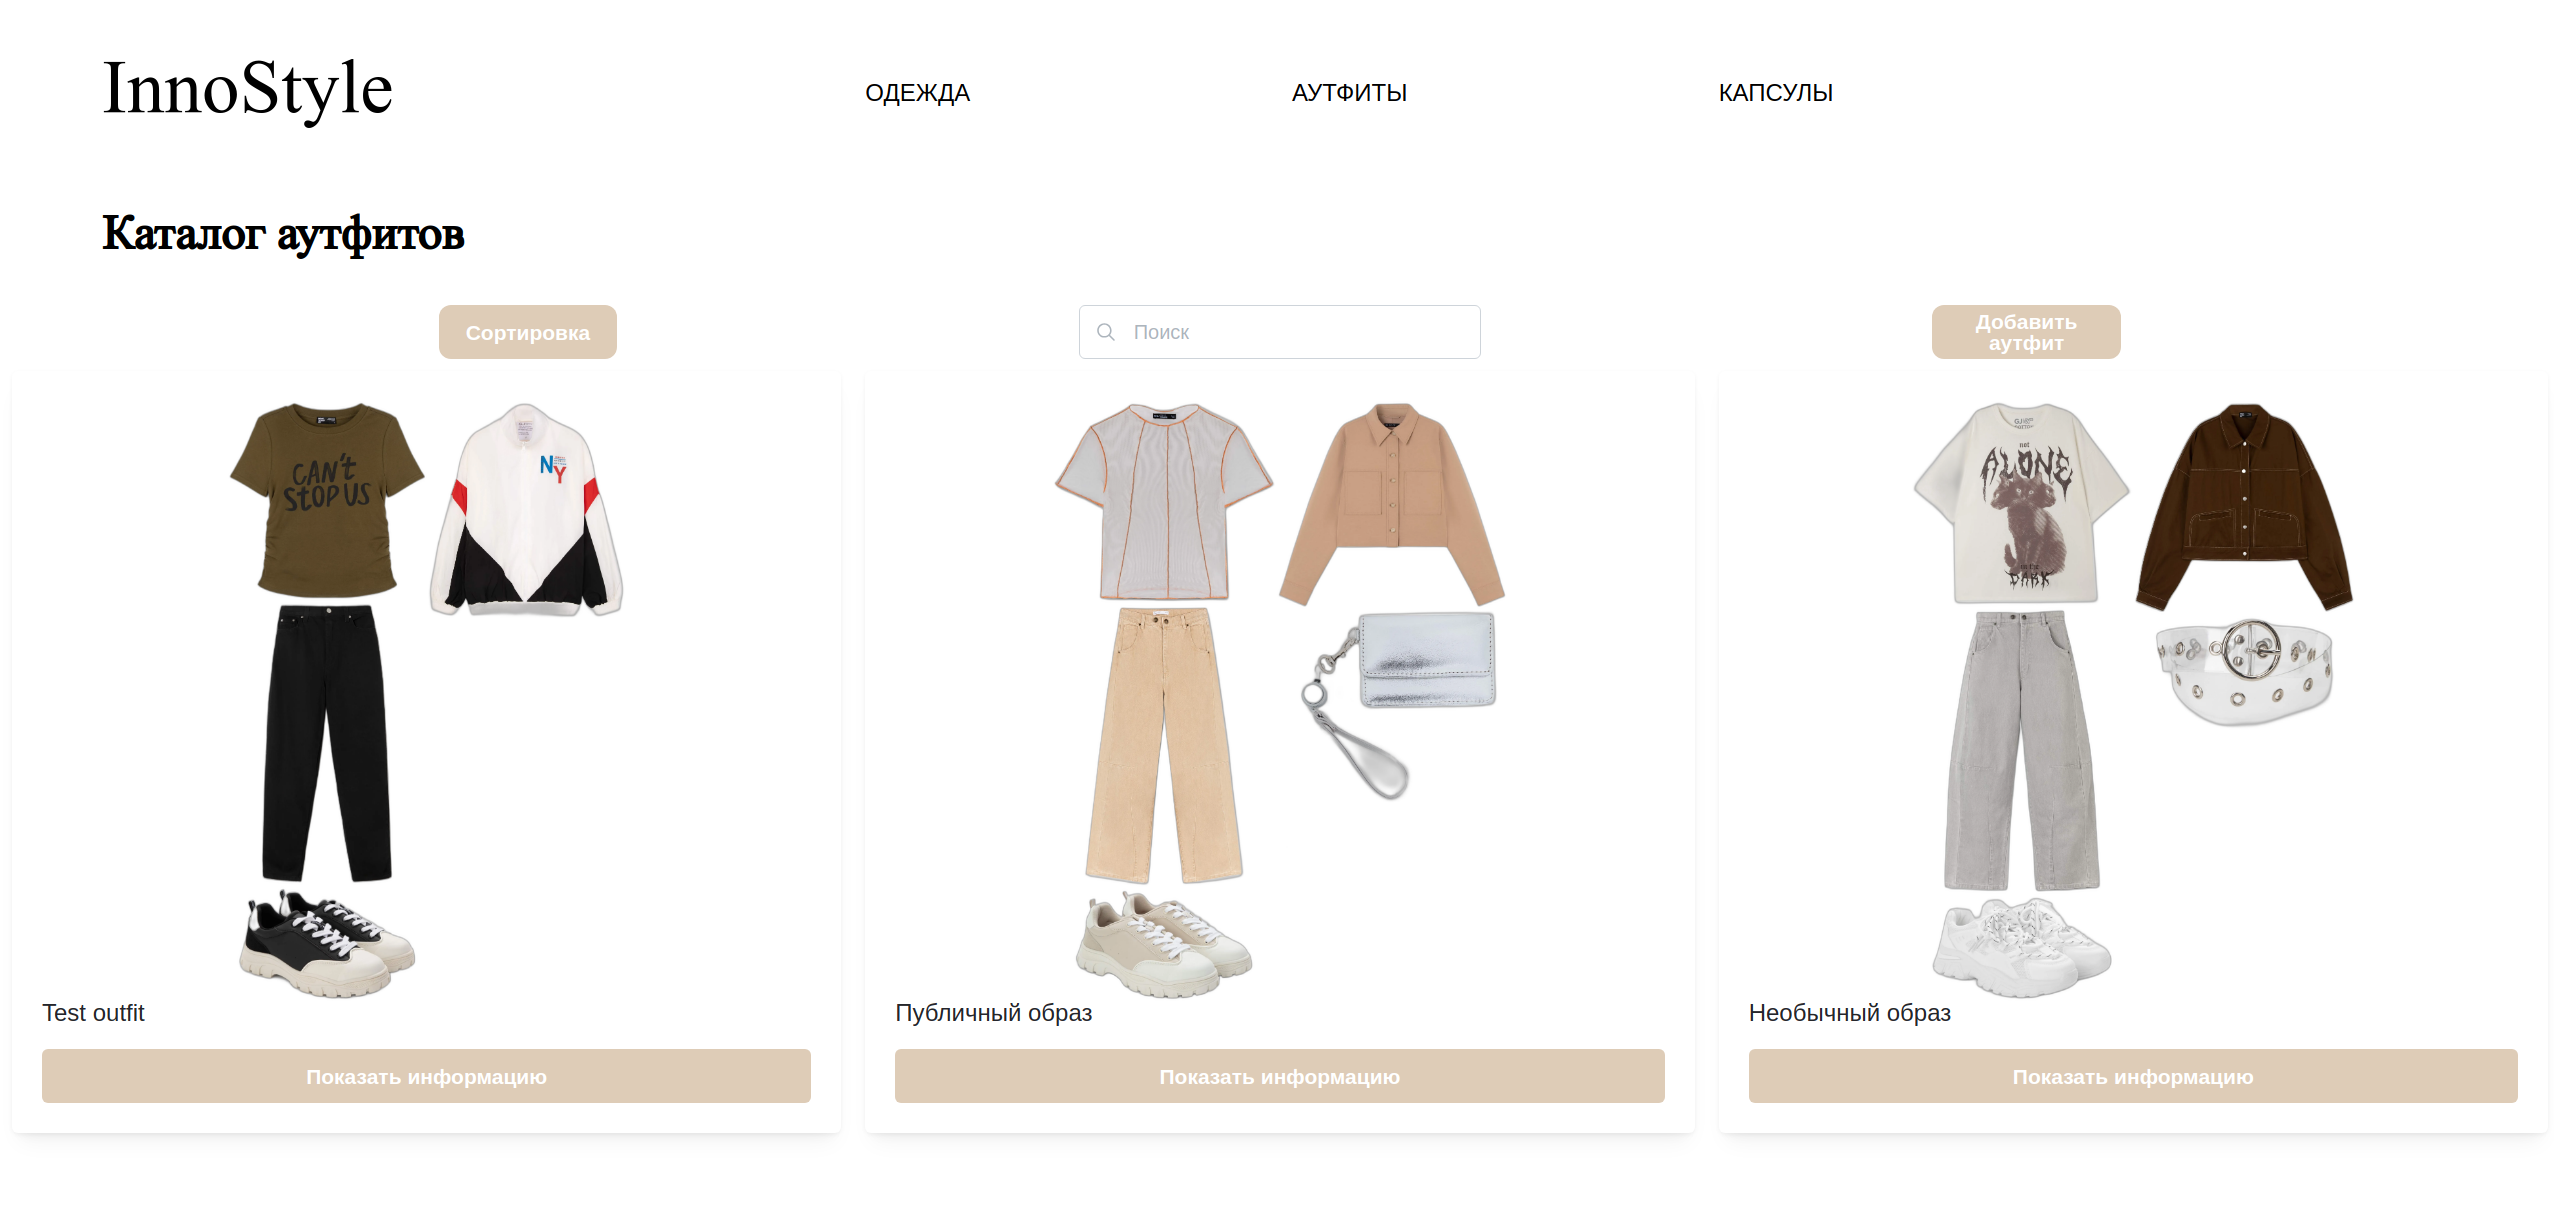 InnoStyle
ОДЕЖДА
АУТФИТЫ
КАПСУЛЫ
Каталог аутфитов
Сортировка
Поиск
Добавить
аутфит
CAN't
STOP US
NY
not
ALONE
in the
DARK
Test outfit
Публичный образ
Необычный образ
Показать информацию
Показать информацию
Показать информацию